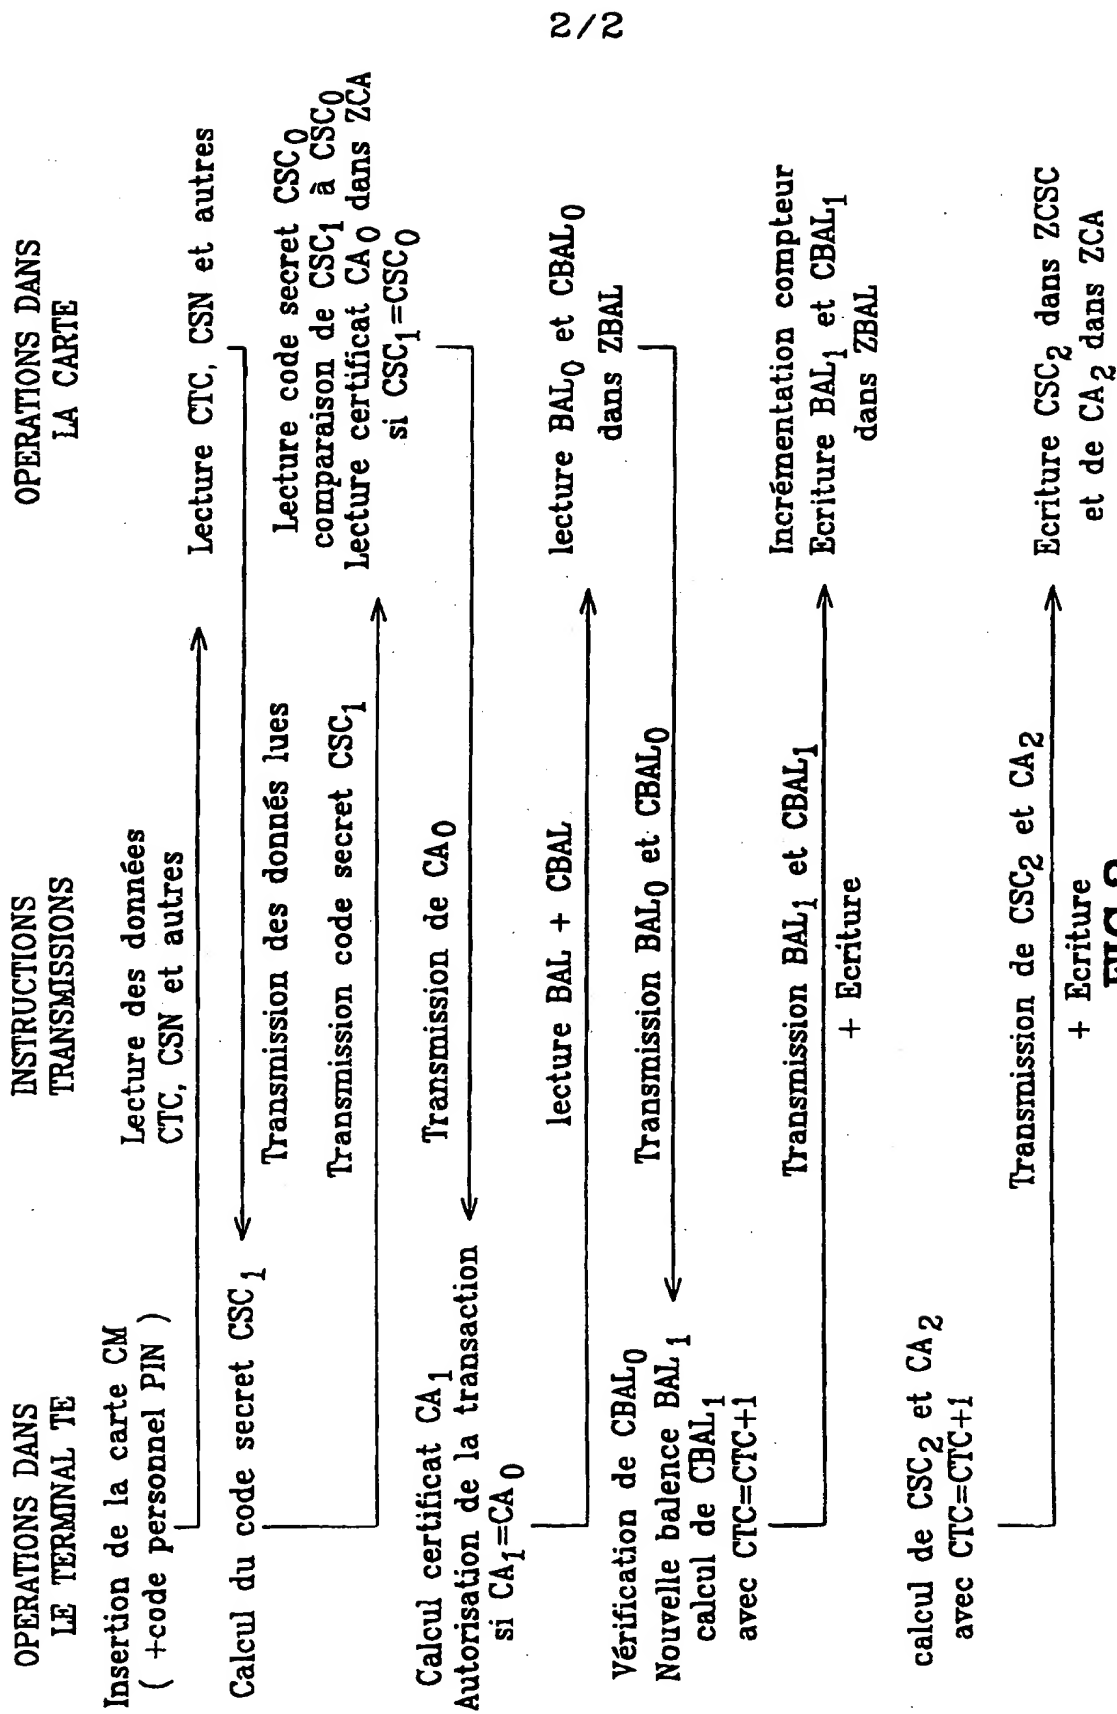 2/2
OPERATIONS DANS
LE TERMINAL TE
INSTRUCTIONS
TRANSMISSIONS
OPERATIONS DANS
LA CARTE
Insertion de la carte CM
( +code personnel PIN )
Lecture des données
CTC, CSN et autres
Lecture CTC, CSN et autres
Calcul du code secret CSC1
Transmission des donnés lues
Transmission code secret CSC1
Lecture code secret CSC0
comparaison de CSC1 à CSC0
Lecture certificat CA0 dans ZCA
si CSC1=CSC0
Transmission de CA0
Calcul certificat CA1
Autorisation de la transaction
si CA1=CA0
lecture BAL + CBAL
lecture BAL0 et CBAL0
dans ZBAL
Transmission BAL0 et CBAL0
Vérification de CBAL0
Nouvelle balence BAL1
calcul de CBAL1
avec CTC=CTC+1
Transmission BAL1 et CBAL1
+ Ecriture
Incrémentation compteur
Ecriture BAL1 et CBAL1
dans ZBAL
calcul de CSC2 et CA2
avec CTC=CTC+1
Transmission de CSC2 et CA2
+ Ecriture
Ecriture CSC2 dans ZCSC
et de CA2 dans ZCA